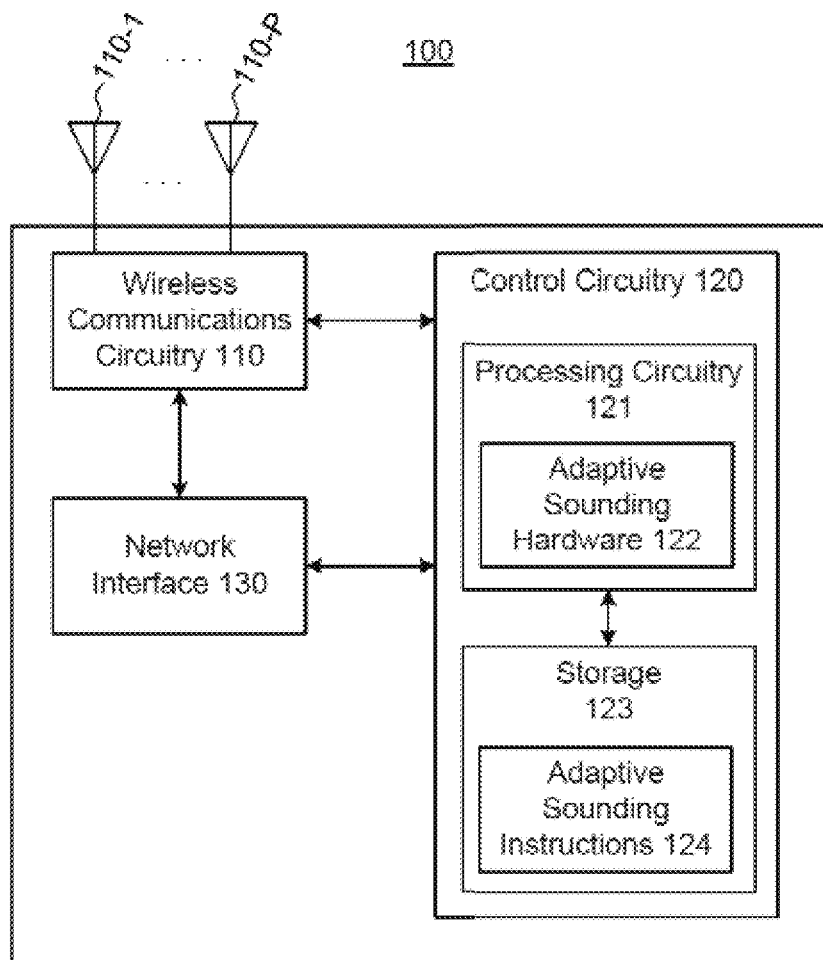 110-1
. . .
110-P
100
. . .
Wireless
Communications
Circuitry 110
Control Circuitry 120
Processing Circuitry
121
Adaptive
Sounding
Hardware 122
Network
Interface 130
Storage
123
Adaptive
Sounding
Instructions 124